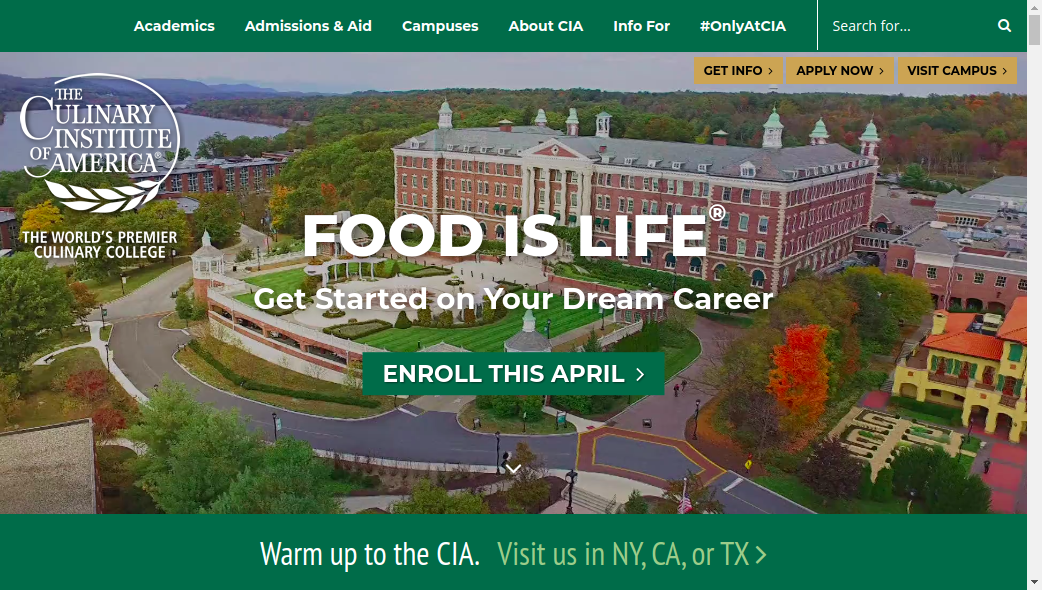 Academics
Admissions & Aid
Campuses
About CIA
Info For
#OnlyAtCIA
Search for...
GET INFO
APPLY NOW
VISIT CAMPUS
THE
CULINARY
INSTITUTE
OF AMERICA®
THE WORLD'S PREMIER
CULINARY COLLEGE
FOOD IS LIFE®
Get Started on Your Dream Career
ENROLL THIS APRIL
Warm up to the CIA. Visit us in NY, CA, or TX